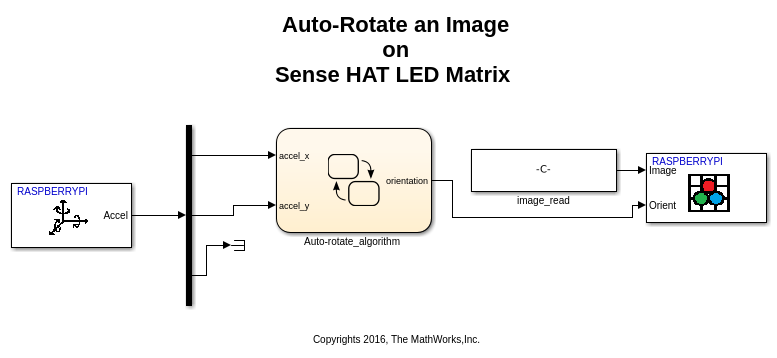 Auto-Rotate an Image
on
Sense HAT LED Matrix
RASPBERRYPI
Accel
accel_x
accel_y
orientation
Auto-rotate_algorithm
-C-
image_read
RASPBERRYPI
Image
Orient
Copyrights 2016, The MathWorks,Inc.